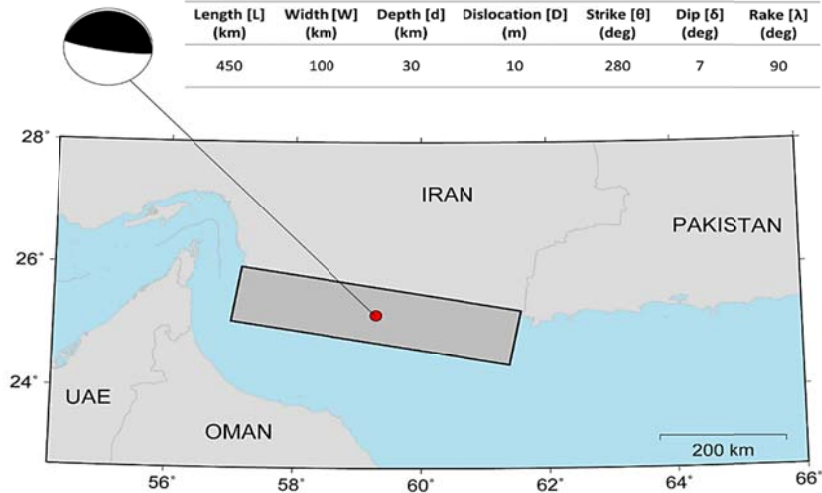 Length [L] Width [W] Depth [d] Dislocation [D] Strike [θ] Dip [δ] Rake [λ]
(km) (km) (km) (m) (deg) (deg) (deg)
450 100 30 10 280 7 90
28°
IRAN
PAKISTAN
26°
24°
UAE
OMAN
200 km
56° 58° 60° 62° 64° 66°